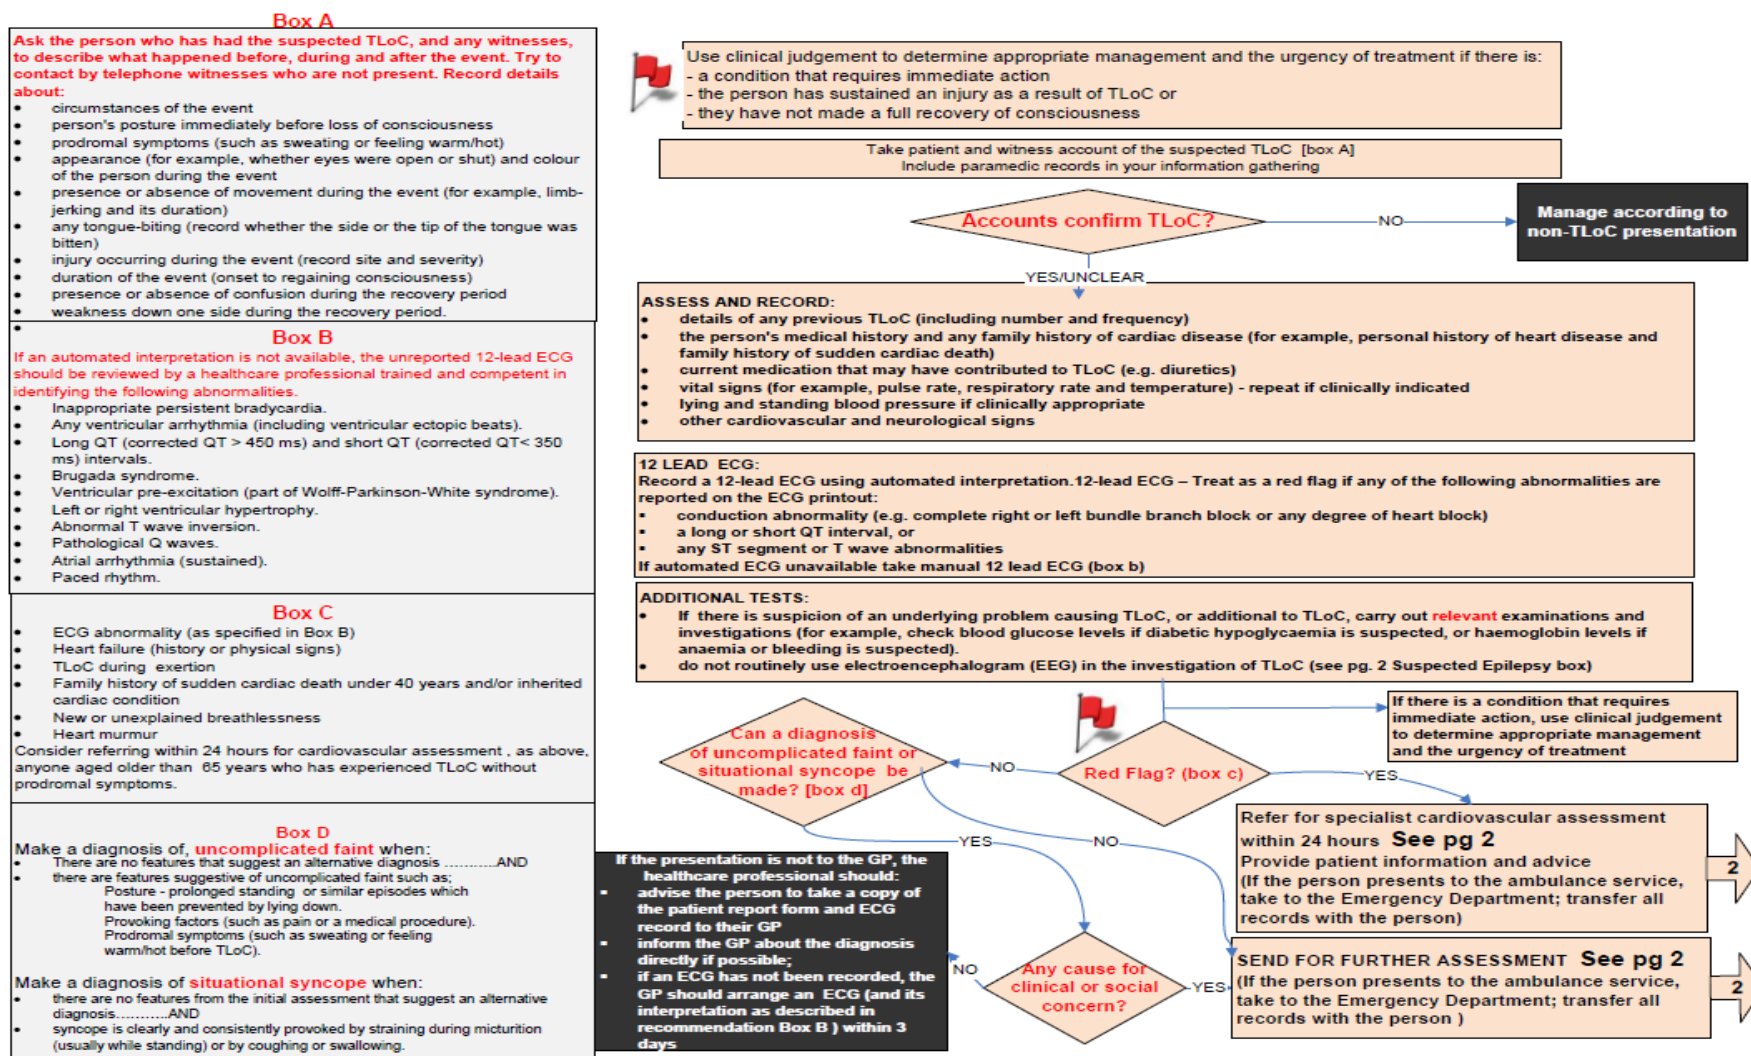 Box A
Ask the person who has had the suspected TLoC, and any witnesses,
to describe what happened before, during and after the event. Try to
contact by telephone witnesses who are not present. Record details
about:
• circumstances of the event
• person's posture immediately before loss of consciousness
• prodromal symptoms (such as sweating or feeling warm/hot)
• appearance (for example, whether eyes were open or shut) and colour
of the person during the event
• presence or absence of movement during the event (for example, limb-
jerking and its duration)
• any tongue-biting (record whether the side or the tip of the tongue was
bitten)
• injury occurring during the event (record site and severity)
• duration of the event (onset to regaining consciousness)
• presence or absence of confusion during the recovery period
• weakness down one side during the recovery period.
•
Box B
If an automated interpretation is not available, the unreported 12-lead ECG
should be reviewed by a healthcare professional trained and competent in
identifying the following abnormalities.
• Inappropriate persistent bradycardia.
• Any ventricular arrhythmia (including ventricular ectopic beats).
• Long QT (corrected QT > 450 ms) and short QT (corrected QT< 350
ms) intervals.
• Brugada syndrome.
• Ventricular pre-excitation (part of Wolff-Parkinson-White syndrome).
• Left or right ventricular hypertrophy.
• Abnormal T wave inversion.
• Pathological Q waves.
• Atrial arrhythmia (sustained).
• Paced rhythm.
Box C
• ECG abnormality (as specified in Box B)
• Heart failure (history or physical signs)
• TLoC during exertion
• Family history of sudden cardiac death under 40 years and/or inherited
cardiac condition
• New or unexplained breathlessness
• Heart murmur
Consider referring within 24 hours for cardiovascular assessment , as above,
anyone aged older than 65 years who has experienced TLoC without
prodromal symptoms.
Box D
Make a diagnosis of, uncomplicated faint when:
• There are no features that suggest an alternative diagnosis ..........AND
• there are features suggestive of uncomplicated faint such as;
Posture - prolonged standing or similar episodes which
have been prevented by lying down.
Provoking factors (such as pain or a medical procedure).
Prodromal symptoms (such as sweating or feeling
warm/hot before TLoC).
Make a diagnosis of situational syncope when:
• there are no features from the initial assessment that suggest an alternative
diagnosis..........AND
• syncope is clearly and consistently provoked by straining during micturition
(usually while standing) or by coughing or swallowing.
Use clinical judgement to determine appropriate management and the urgency of treatment if there is:
- a condition that requires immediate action
- the person has sustained an injury as a result of TLoC or
- they have not made a full recovery of consciousness
Take patient and witness account of the suspected TLoC [box A]
Include paramedic records in your information gathering
Accounts confirm TLoC?
NO
Manage according to
non-TLoC presentation
YES/UNCLEAR
ASSESS AND RECORD:
• details of any previous TLoC (including number and frequency)
• the person's medical history and any family history of cardiac disease (for example, personal history of heart disease and
family history of sudden cardiac death)
• current medication that may have contributed to TLoC (e.g. diuretics)
• vital signs (for example, pulse rate, respiratory rate and temperature) - repeat if clinically indicated
• lying and standing blood pressure if clinically appropriate
• other cardiovascular and neurological signs
12 LEAD ECG:
Record a 12-lead ECG using automated interpretation.12-lead ECG – Treat as a red flag if any of the following abnormalities are
reported on the ECG printout:
▪ conduction abnormality (e.g. complete right or left bundle branch block or any degree of heart block)
▪ a long or short QT interval, or
▪ any ST segment or T wave abnormalities
If automated ECG unavailable take manual 12 lead ECG (box b)
ADDITIONAL TESTS:
• If there is suspicion of an underlying problem causing TLoC, or additional to TLoC, carry out relevant examinations and
investigations (for example, check blood glucose levels if diabetic hypoglycaemia is suspected, or haemoglobin levels if
anaemia or bleeding is suspected).
• do not routinely use electroencephalogram (EEG) in the investigation of TLoC (see pg. 2 Suspected Epilepsy box)
If there is a condition that requires
immediate action, use clinical judgement
to determine appropriate management
and the urgency of treatment
Can a diagnosis
of uncomplicated faint or
situational syncope be
made? [box d]
NO
Red Flag? (box c)
YES
Refer for specialist cardiovascular assessment
within 24 hours See pg 2
Provide patient information and advice
(If the person presents to the ambulance service,
take to the Emergency Department; transfer all
records with the person)
2
YES
NO
If the presentation is not to the GP, the
healthcare professional should:
▪ advise the person to take a copy of
the patient report form and ECG
record to their GP
▪ inform the GP about the diagnosis
directly if possible;
▪ if an ECG has not been recorded, the
GP should arrange an ECG (and its
interpretation as described in
recommendation Box B ) within 3
days
NO
Any cause for
clinical or social
concern?
YES
SEND FOR FURTHER ASSESSMENT See pg 2
(If the person presents to the ambulance service,
take to the Emergency Department; transfer all
records with the person )
2